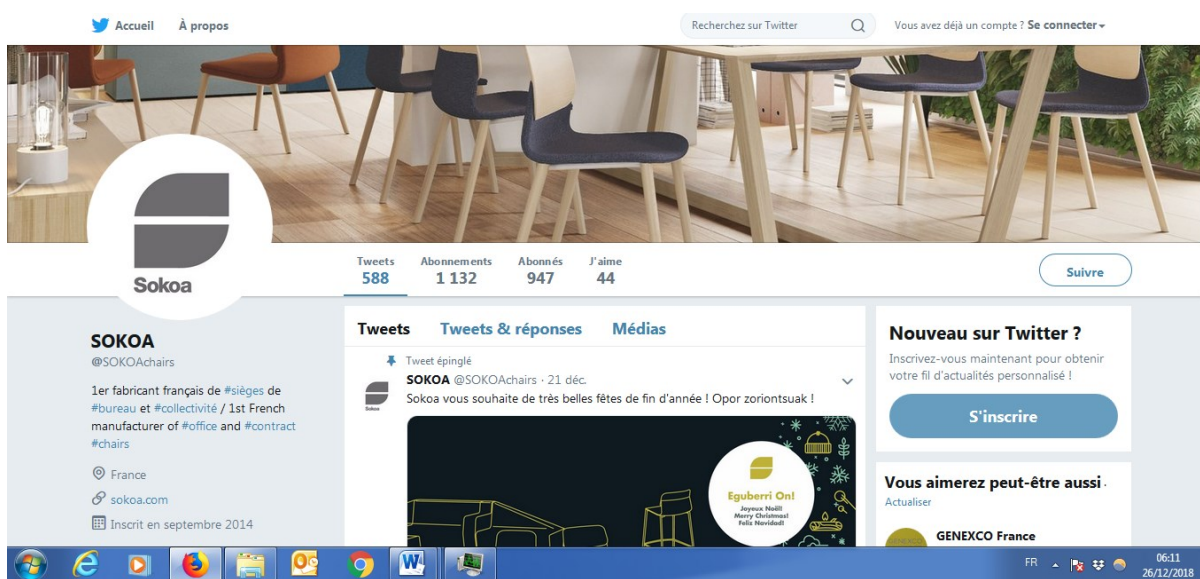 Accueil À propos
Recherchez sur Twitter
Vous avez déjà un compte ? Se connecter
Sokoa
Tweets Abonnements Abonnés J'aime
588 1 132 947 44
Suivre
SOKOA
@SOKOAchairs
1er fabricant français de #sièges de
#bureau et #collectivité / 1st French
manufacturer of #office and #contract
#chairs
France
sokoa.com
Inscrit en septembre 2014
Tweets Tweets & réponses Médias
Tweet épinglé
SOKOA @SOKOAchairs · 21 déc.
Sokoa vous souhaite de très belles fêtes de fin d'année ! Opor zoriontsuak !
Sokoa
Eguberri On!
Joyeux Noël!
Merry Christmas!
Feliz Navidad!
Nouveau sur Twitter ?
Inscrivez-vous maintenant pour obtenir
votre fil d'actualités personnalisé !
S'inscrire
Vous aimerez peut-être aussi ·
Actualiser
GENEXCO
GENEXCO France
FR
06:11
26/12/2018